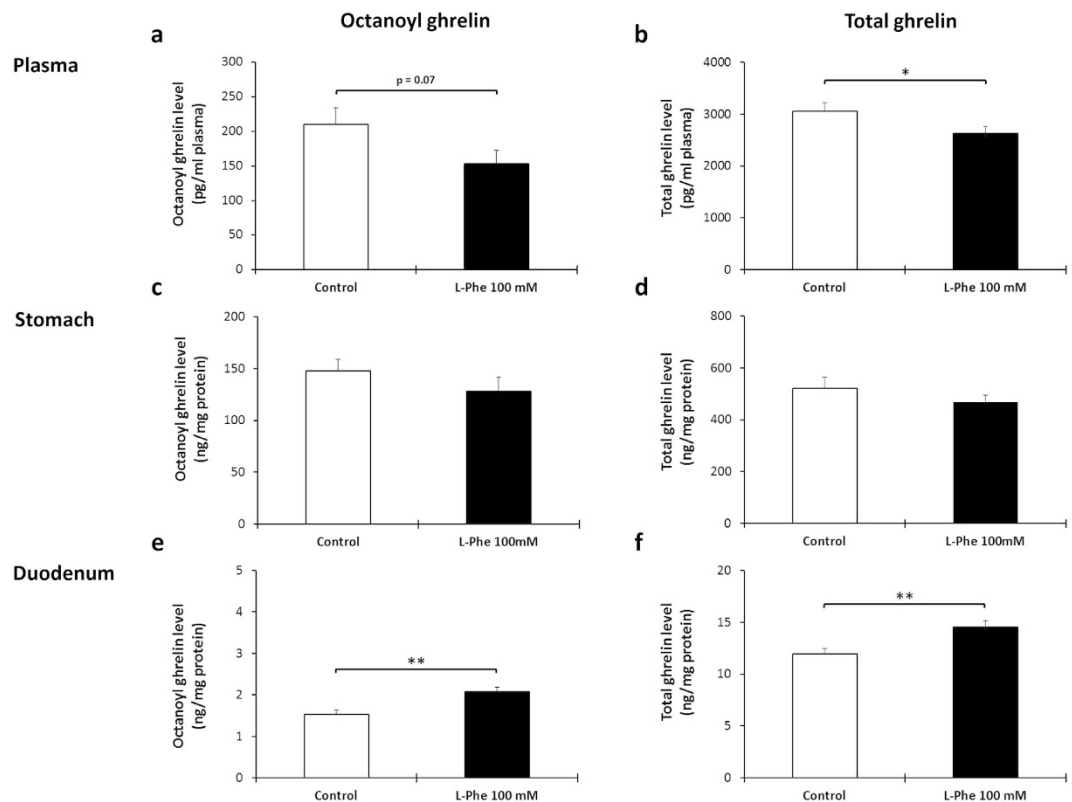 Octanoyl ghrelin
Total ghrelin
Plasma
a
Octanoyl ghrelin level
(pg/ml plasma)
300
250
200
150
100
50
0
p = 0.07
Control
L-Phe 100 mM
b
Total ghrelin level
(pg/ml plasma)
4000
3000
2000
1000
0
*
Control
L-Phe 100 mM
Stomach
c
Octanoyl ghrelin level
(ng/mg protein)
200
150
100
50
0
Control
L-Phe 100mM
d
Total ghrelin level
(ng/mg protein)
800
600
400
200
0
Control
L-Phe 100mM
Duodenum
e
Octanoyl ghrelin level
(ng/mg protein)
5
4
3
2
1
0
**
Control
L-Phe 100 mM
f
Total ghrelin level
(ng/mg protein)
20
15
10
5
0
**
Control
L-Phe 100 mM